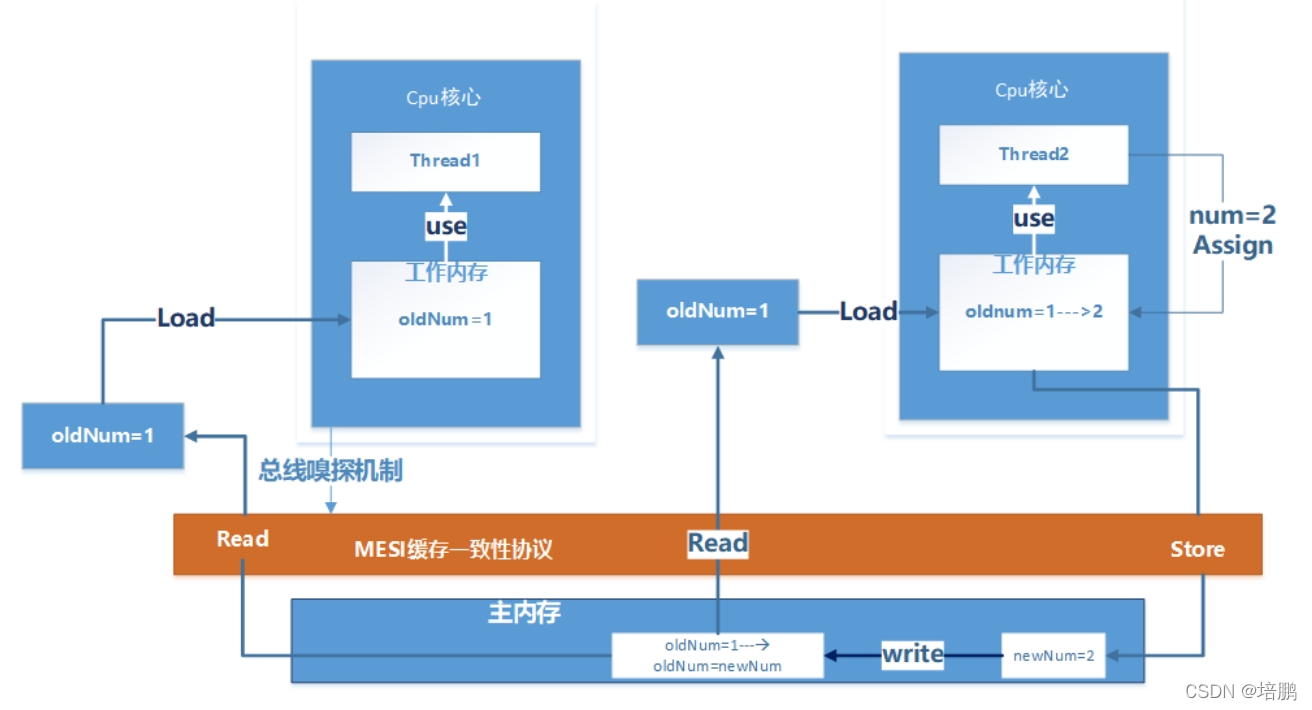 Cpu核心
Thread1
use
工作内存
oldNum=1
Load
oldNum=1
总线嗅探机制
Cpu核心
Thread2
use
工作内存
oldnum=1--->2
num=2
Assign
oldNum=1
Load
Read
MESI缓存一致性协议
Read
Store
主内存
oldNum=1---→
oldNum=newNum
write
newNum=2
CSDN @培鹏